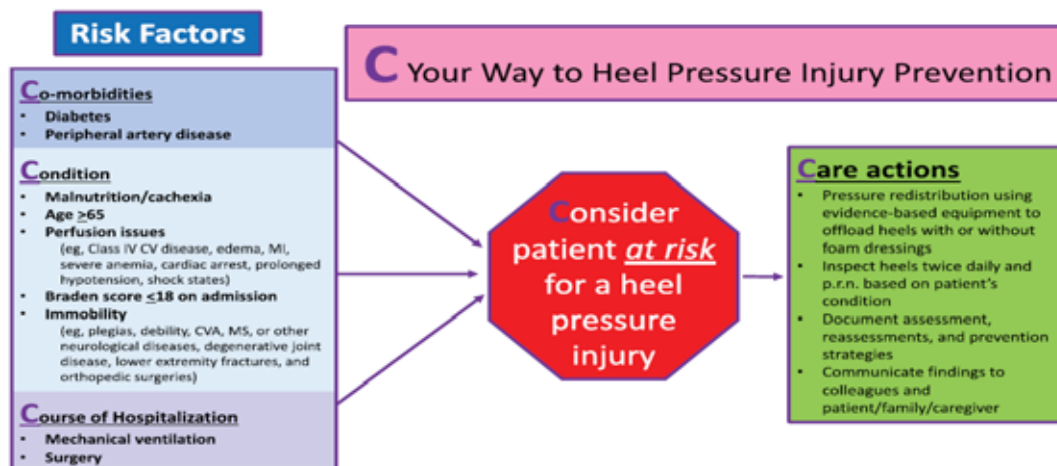 Risk Factors
C Your Way to Heel Pressure Injury Prevention
Co-morbidities
• Diabetes
• Peripheral artery disease
Condition
• Malnutrition/cachexia
• Age ≥65
• Perfusion issues
(eg, Class IV CV disease, edema, MI,
severe anemia, cardiac arrest, prolonged
hypotension, shock states)
• Braden score ≤18 on admission
• Immobility
(eg, plegias, debility, CVA, MS, or other
neurological diseases, degenerative joint
disease, lower extremity fractures, and
orthopedic surgeries)
Course of Hospitalization
• Mechanical ventilation
• Surgery
Consider
patient at risk
for a heel
pressure
injury
Care actions
• Pressure redistribution using
evidence-based equipment to
offload heels with or without
foam dressings
• Inspect heels twice daily and
p.r.n. based on patient's
condition
• Document assessment,
reassessments, and prevention
strategies
• Communicate findings to
colleagues and
patient/family/caregiver